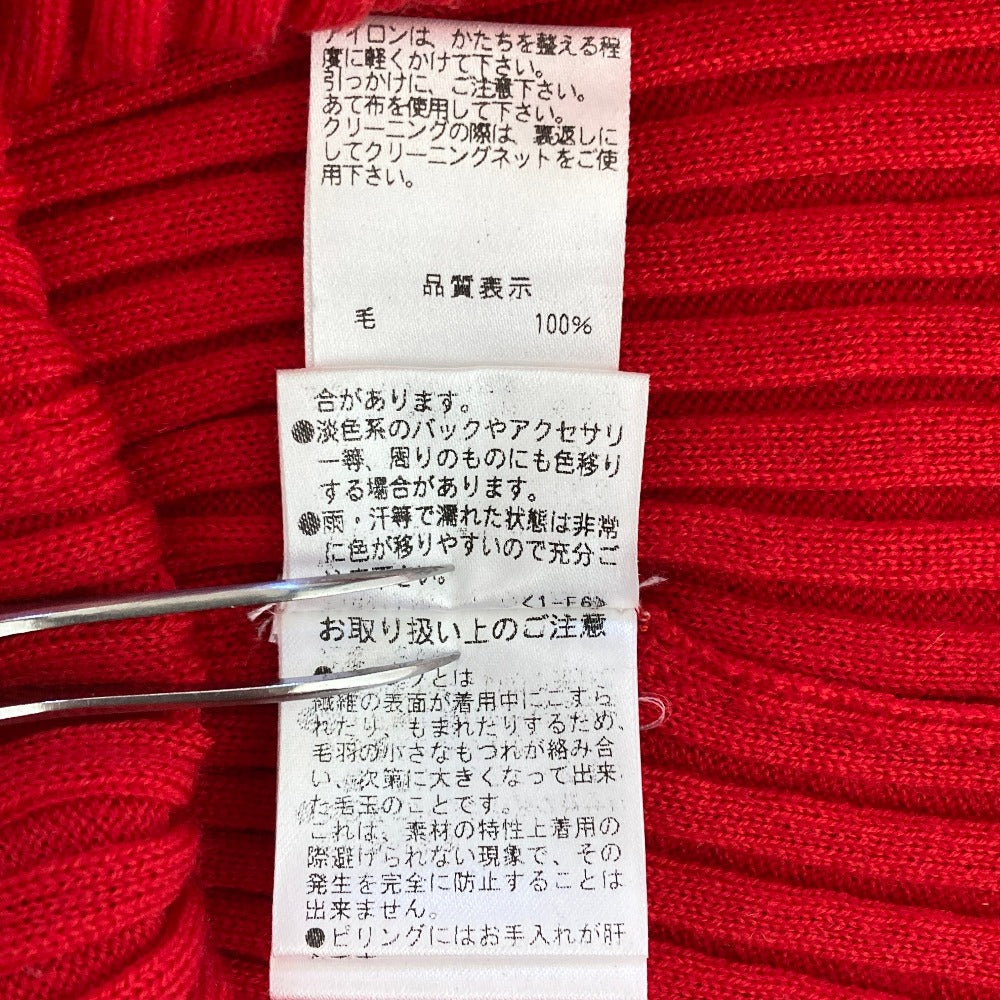 アイロンは、かたちを整える程
度に軽くかけて下さい。
引っかけに、ご注意下さい。
あて布を使用して下さい。
クリーニングの際は、裏返しに
してクリーニングネットをご使
用下さい。
品質表示
毛 100%
合があります。
●淡色系のバックやアクセサリ
ー等、周りのものにも色移り
する場合があります。
●雨・汗等で濡れた状態は非常
に色が移りやすいので充分ご
さい。
お取り扱い上のご注意
とは
繊維の表面が着用中にこすら
れたり、もまれたりするため、
毛羽の小さなもつれが絡み合
い、次第に大きくなって出来
た毛玉のことです。
これは、素材の特性上着用の
際避けられない現象で、その
発生を完全に防止することは
出来ません。
●ピリングにはお手入れが肝